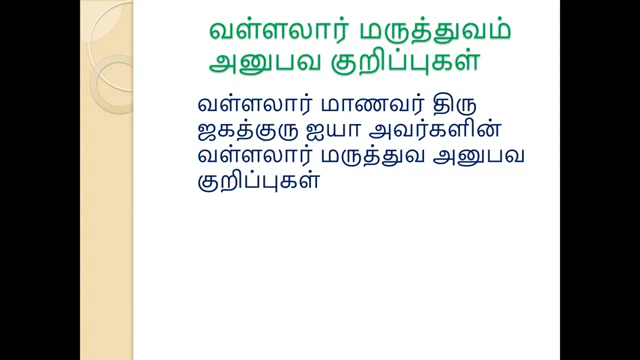 வள்ளலார் மருத்துவம்
அனுபவ குறிப்புகள்
வள்ளலார் மாணவர் திரு
ஜகத்குரு ஐயா அவர்களின்
வள்ளலார் மருத்துவ அனுபவ
குறிப்புகள்